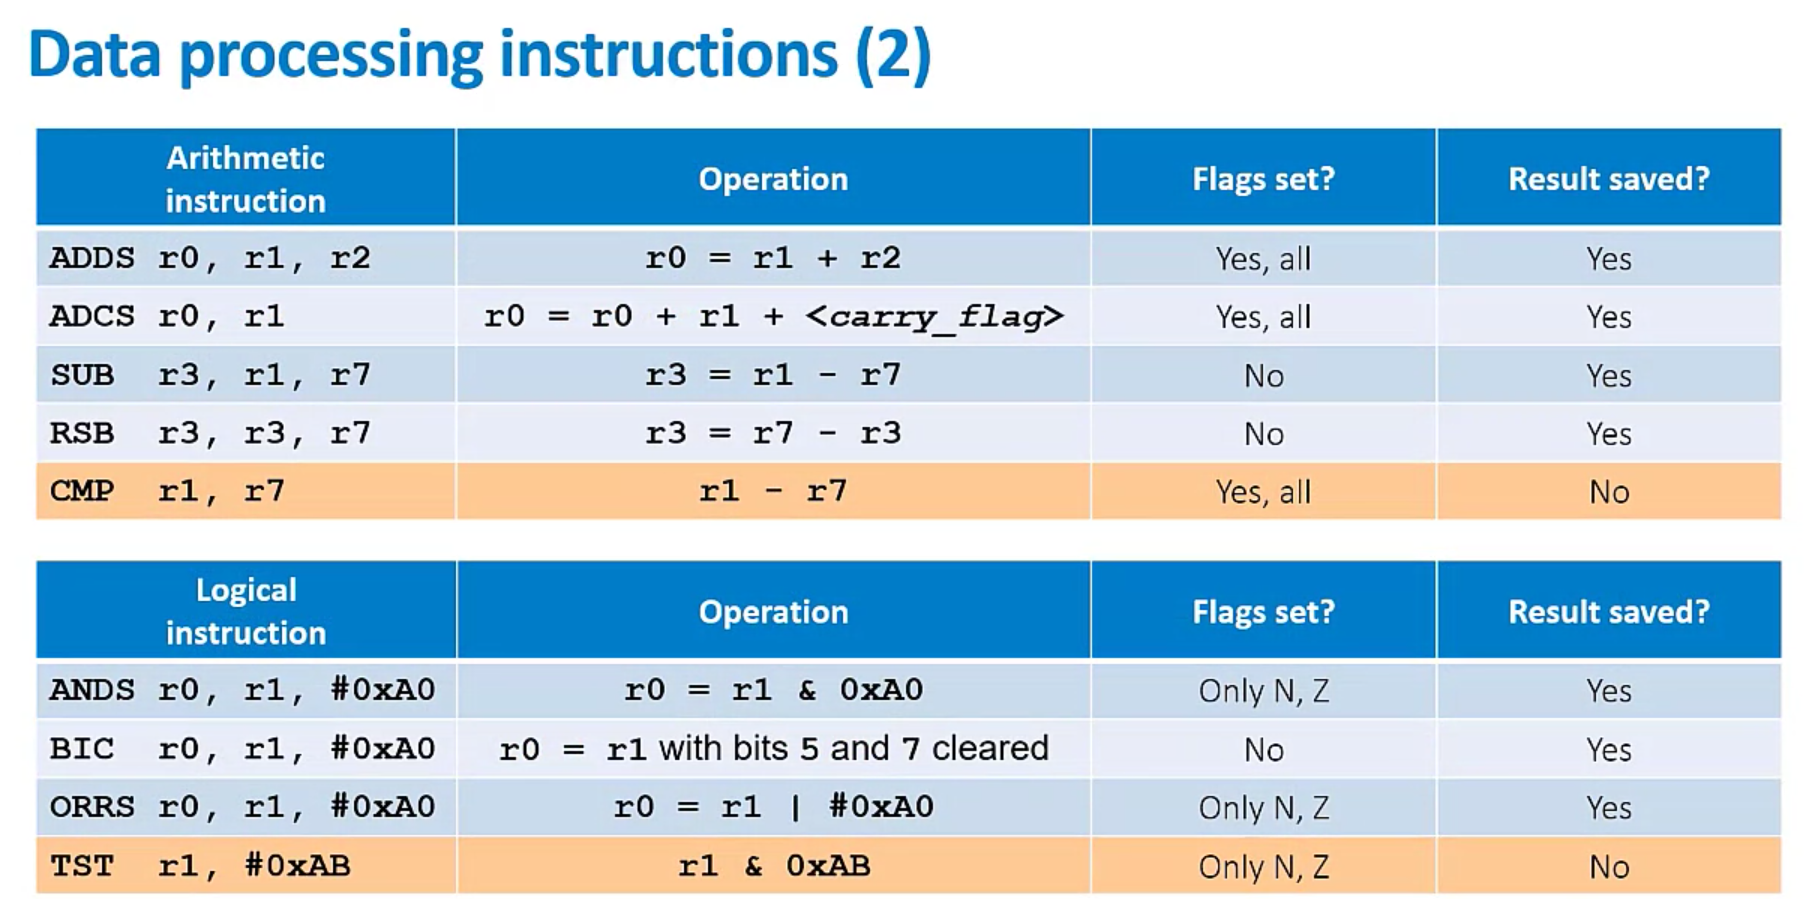 Data processing instructions (2)
Arithmetic
instruction
Operation
Flags set?
Result saved?
ADDS r0, r1, r2
r0 = r1 + r2
Yes, all
Yes
ADCS r0, r1
r0 = r0 + r1 + <carry_flag>
Yes, all
Yes
SUB r3, r1, r7
r3 = r1 - r7
No
Yes
RSB r3, r3, r7
r3 = r7 - r3
No
Yes
CMP r1, r7
r1 - r7
Yes, all
No
Logical
instruction
Operation
Flags set?
Result saved?
ANDS r0, r1, #0xA0
r0 = r1 & 0xA0
Only N, Z
Yes
BIC r0, r1, #0xA0
r0 = r1 with bits 5 and 7 cleared
No
Yes
ORRS r0, r1, #0xA0
r0 = r1 | #0xA0
Only N, Z
Yes
TST r1, #0xAB
r1 & 0xAB
Only N, Z
No